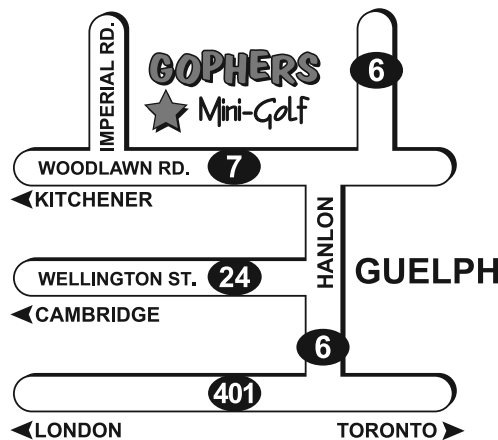 IMPERIAL RD.
GOPHERS
Mini-Golf
6
WOODLAWN RD. 7
KITCHENER
HANLON
GUELPH
WELLINGTON ST. 24
CAMBRIDGE
6
401
LONDON
TORONTO